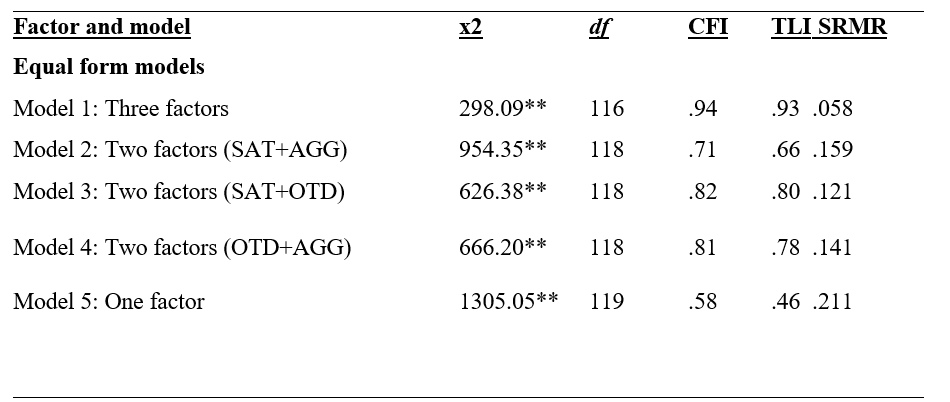 Factor and model x2 df CFI TLI SRMR
Equal form models
Model 1: Three factors 298.09** 116 .94 .93 .058
Model 2: Two factors (SAT+AGG) 954.35** 118 .71 .66 .159
Model 3: Two factors (SAT+OTD) 626.38** 118 .82 .80 .121
Model 4: Two factors (OTD+AGG) 666.20** 118 .81 .78 .141
Model 5: One factor 1305.05** 119 .58 .46 .211